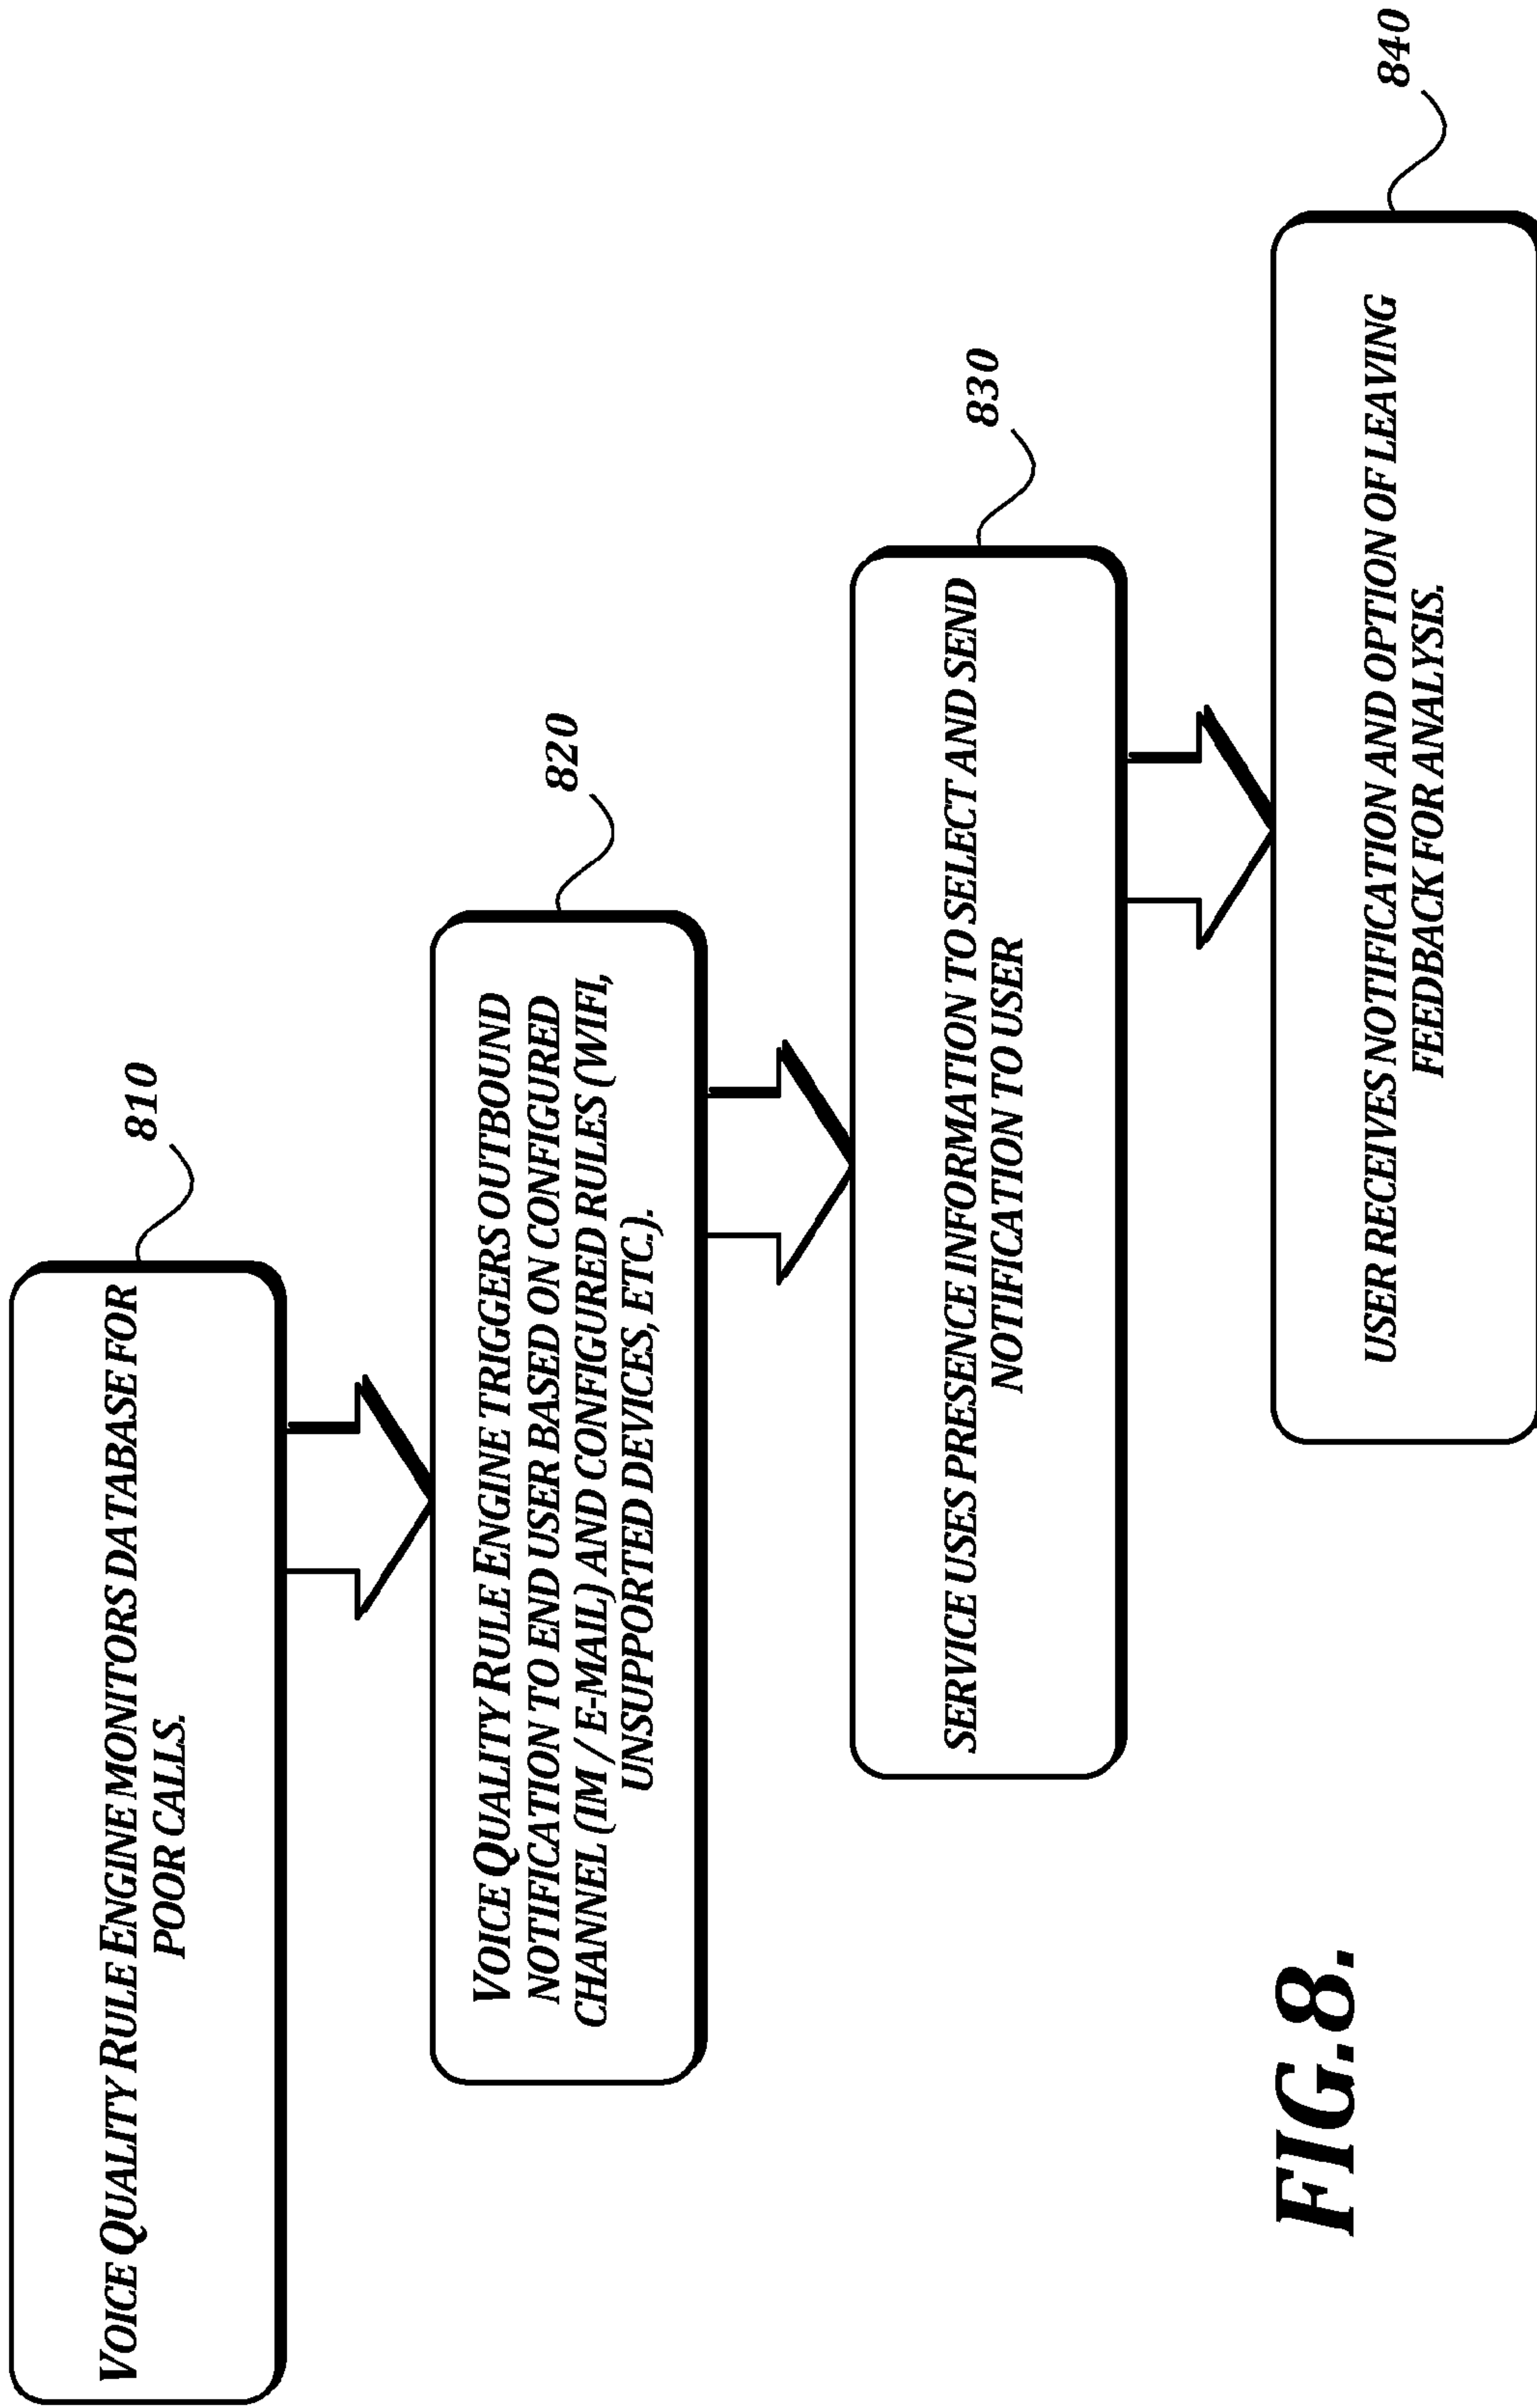 810
VOICE QUALITY RULE ENGINE MONITORS DATABASE FOR
POOR CALLS.
820
VOICE QUALITY RULE ENGINE TRIGGERS OUTBOUND
NOTIFICATION TO END USER BASED ON CONFIGURED
CHANNEL (IM / E-MAIL) AND CONFIGURED RULES (WIFI,
UNSUPPORTED DEVICES, ETC.).
830
SERVICE USES PRESENCE INFORMATION TO SELECT AND SEND
NOTIFICATION TO USER
840
USER RECEIVES NOTIFICATION AND OPTION OF LEAVING
FEEDBACK FOR ANALYSIS.
FIG.8.